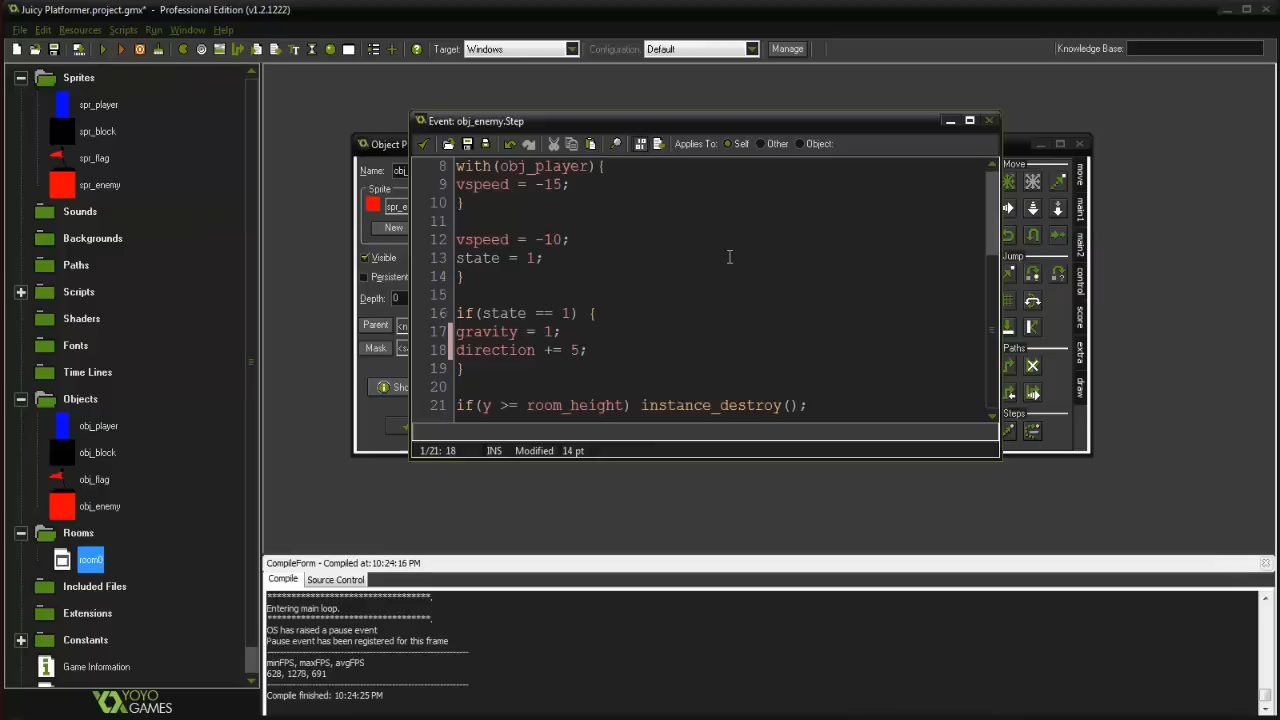 Juicy Platformer.project.gmx* - Professional Edition (v1.2.1222)
File Edit Resources Scripts Run Window Help
Target: Windows Configuration: Default Manage Knowledge Base:
Sprites
spr_player
spr_block
spr_flag
spr_enemy
Sounds
Backgrounds
Paths
Scripts
Shaders
Fonts
Time Lines
Objects
obj_player
obj_block
obj_flag
obj_enemy
Rooms
room0
Included Files
Extensions
Constants
Game Information
YOYO
GAMES
Object P
Name: obj_
Sprite
spr_e
New
Visible
Persistent
Depth: 0
Parent
Mask
Sho
Event: obj_enemy.Step
Applies To: Self Other Object:
8 with(obj_player){
9 vspeed = -15;
10 }
11
12 vspeed = -10;
13 state = 1;
14 }
15
16 if(state == 1) {
17 gravity = 1;
18 direction += 5;
19 }
20
21 if(y >= room_height) instance_destroy();
1/21: 18 INS Modified 14 pt
Move
Jump
Paths
Steps
move
main1
main2
control
score
extra
draw
CompileForm - Compiled at:10:24:16 PM
Compile Source Control
***********************************.
Entering main loop.
***********************************.
OS has raised a pause event
Pause event has been registered for this frame
minFPS, maxFPS, avgFPS
628, 1278, 691
Compile finished: 10:24:25 PM